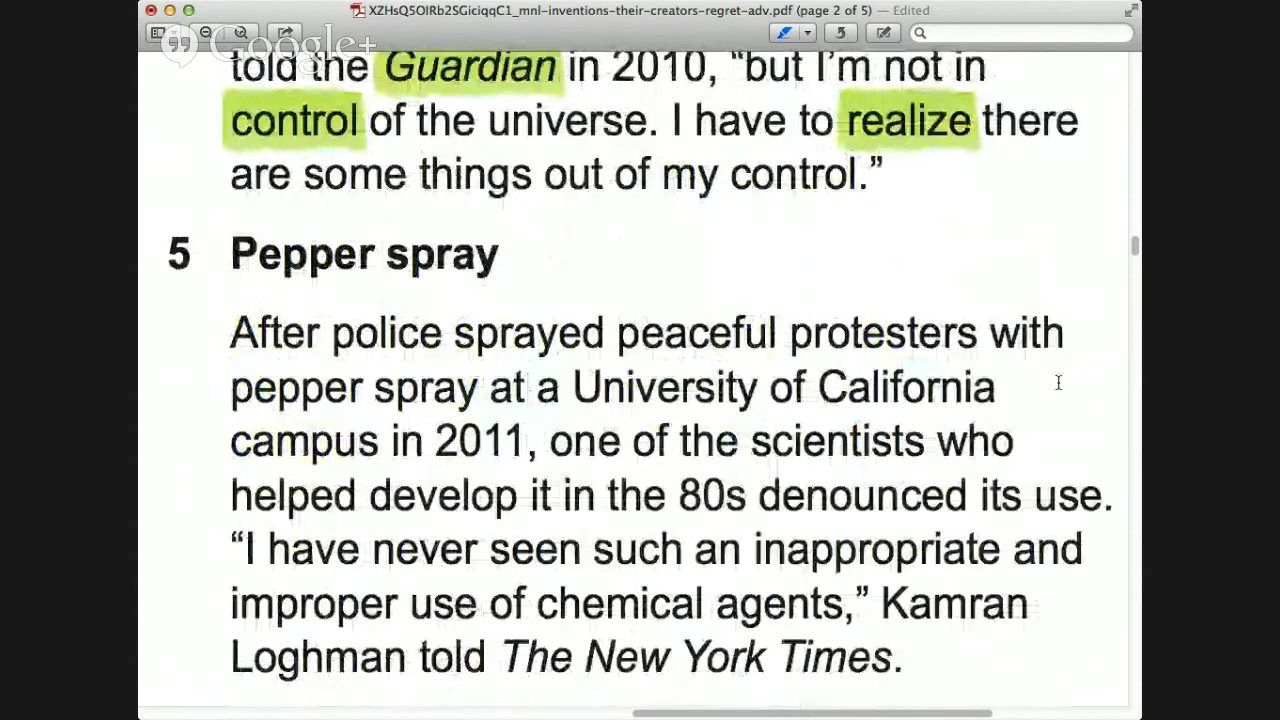 XZHsQ5OIRb2SGiciqqC1_mnl-inventions-their-creators-regret-adv.pdf (page 2 of 5) — Edited
Google+
told the Guardian in 2010, “but I’m not in
control of the universe. I have to realize there
are some things out of my control.”
5 Pepper spray
After police sprayed peaceful protesters with
pepper spray at a University of California
campus in 2011, one of the scientists who
helped develop it in the 80s denounced its use.
“I have never seen such an inappropriate and
improper use of chemical agents,” Kamran
Loghman told The New York Times.